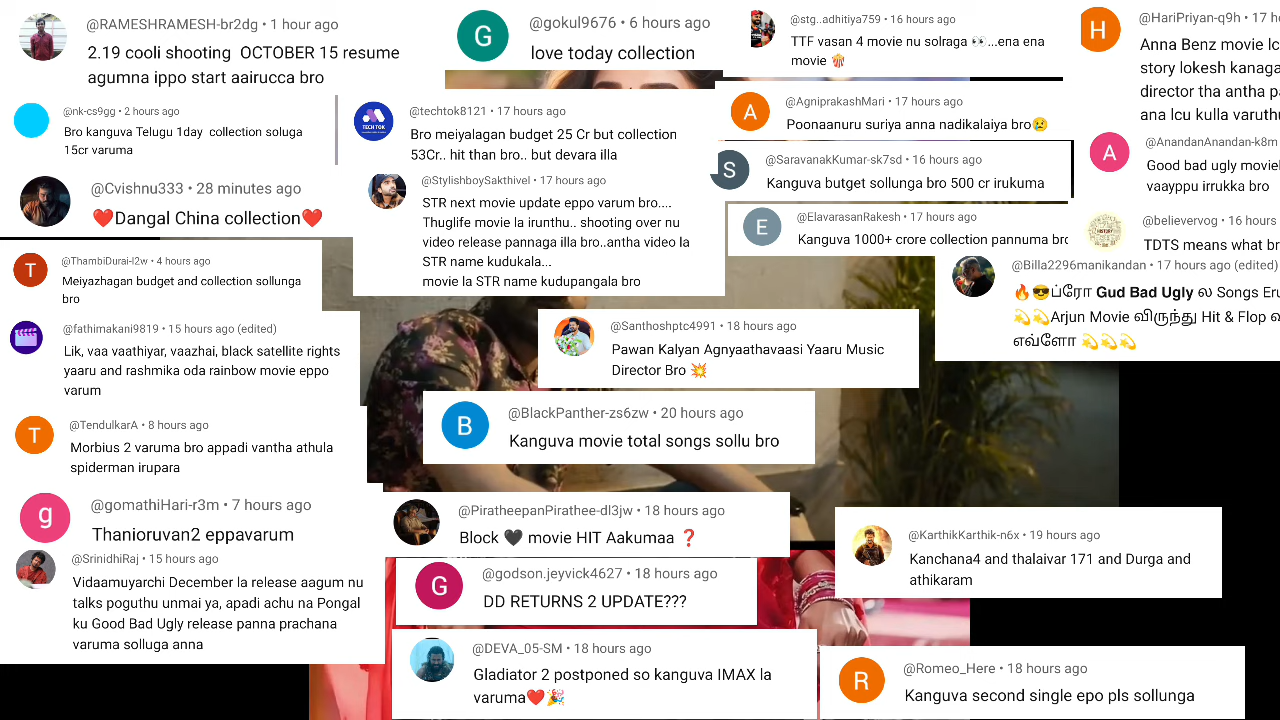 @RAMESHRAMESH-br2dg • 1 hour ago
2.19 cooli shooting OCTOBER 15 resume
agumna ippo start aairucca bro
@nk-cs9gg • 2 hours ago
Bro kanguva Telugu 1day collection soluga
15cr varuma
@Cvishnu333 • 28 minutes ago
❤️Dangal China collection❤️
T
@ThambiDurai-l2w • 4 hours ago
Meiyazhagan budget and collection sollunga
bro
@fathimakani9819 • 15 hours ago (edited)
Lik, vaa vaathiyar, vaazhai, black satellite rights
yaaru and rashmika oda rainbow movie eppo
varum
T
@TendulkarA • 8 hours ago
Morbius 2 varuma bro appadi vantha athula
spiderman irupara
g
@gomathiHari-r3m • 7 hours ago
Thanioruvan2 eppavarum
@SrinidhiRaj • 15 hours ago
Vidaamuyarchi December la release aagum nu
talks poguthu unmai ya, apadi achu na Pongal
ku Good Bad Ugly release panna prachana
varuma solluga anna
G
@gokul9676 • 6 hours ago
love today collection
TECH TOK
@techtok8121 • 17 hours ago
Bro meiyalagan budget 25 Cr but collection
53Cr.. hit than bro.. but devara illa
@StylishboySakthivel • 17 hours ago
STR next movie update eppo varum bro....
Thuglife movie la irunthu.. shooting over nu
video release pannaga illa bro..antha video la
STR name kudukala...
movie la STR name kudupangala bro
@Santhoshptc4991 • 18 hours ago
Pawan Kalyan Agnyaathavaasi Yaaru Music
Director Bro 💥
B
@BlackPanther-zs6zw • 20 hours ago
Kanguva movie total songs sollu bro
@PiratheepanPirathee-dl3jw • 18 hours ago
Block 🖤 movie HIT Aakumaa ❓
G
@godson.jeyvick4627 • 18 hours ago
DD RETURNS 2 UPDATE???
@DEVA_05-SM • 18 hours ago
Gladiator 2 postponed so kanguva IMAX la
varuma❤️🎉
@stg..adhitiya759 • 16 hours ago
TTF vasan 4 movie nu solraga 👀...ena ena
movie 🍿
A
@AgniprakashMari • 17 hours ago
Poznaanuru suriya anna nadikalaiya bro😢
S
@SaravanakKumar-sk7sd • 16 hours ago
Kanguva butget sollunga bro 500 cr irukuma
E
@ElavarasanRakesh • 17 hours ago
Kanguva 1000+ crore collection pannuma bro
H
@HariPriyan-q9h • 17 h
Anna Benz movie lo
story lokesh kanaga
director tha antha p
ana lcu kulla varuth
A
@AnandanAnandan-k8m
God bad ugly movie
vaayppu irrukka bro
HISTORY
@believervog • 16 hours
TDTS means what br
@Billa2296manikandan • 17 hours ago (edited)
🔥😎ப்ரோ Gud Bad Ugly ல Songs Eru
💫💫Arjun Movie விருந்து Hit & Flop
எவ்ளோ 💫💫💫
@KarthikKarthik-n6x • 19 hours ago
Kanchana4 and thalaivar 171 and Durga and
athikaram
R
@Romeo_Here • 18 hours ago
Kanguva second single epo pls sollunga